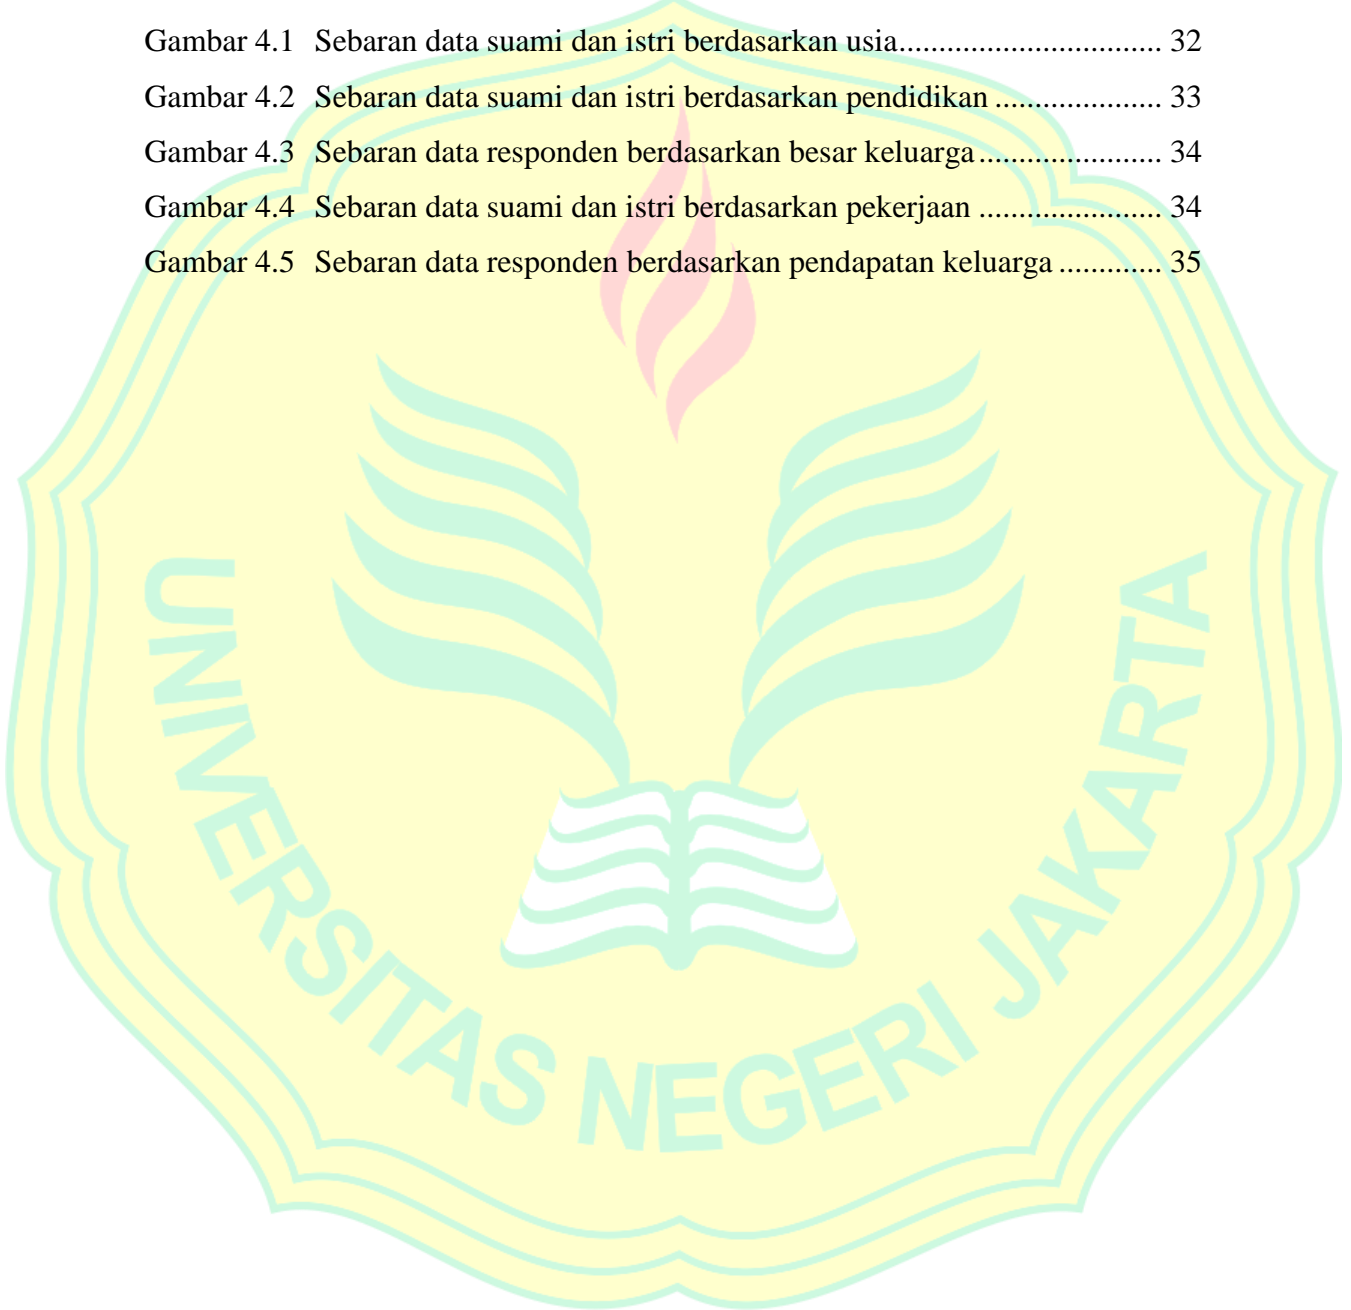 Gambar 4.1 Sebaran data suami dan istri berdasarkan usia................................ 32
Gambar 4.2 Sebaran data suami dan istri berdasarkan pendidikan ..................... 33
Gambar 4.3 Sebaran data responden berdasarkan besar keluarga....................... 34
Gambar 4.4 Sebaran data suami dan istri berdasarkan pekerjaan ....................... 34
Gambar 4.5 Sebaran data responden berdasarkan pendapatan keluarga ............. 35
UNIVERSITAS NEGERI JAKARTA